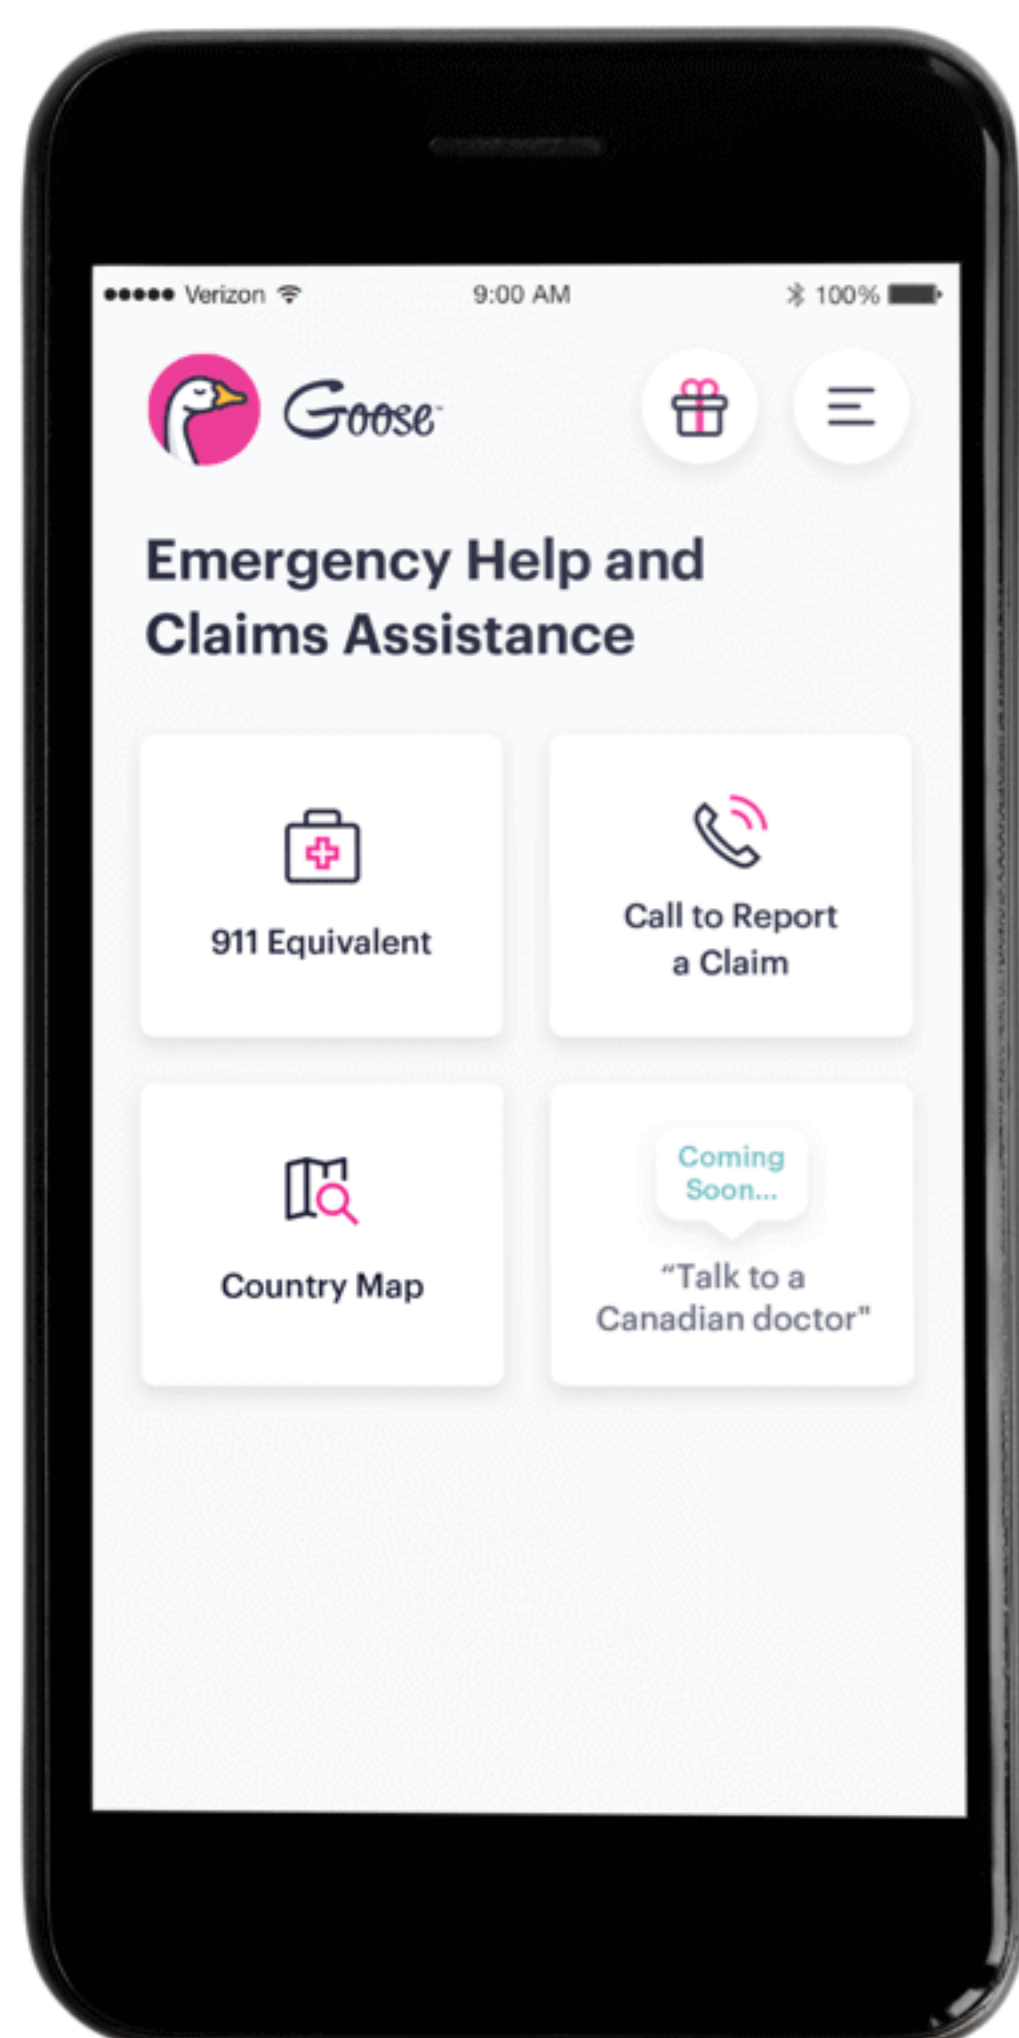 Verizon
9:00 AM
100%
Goose™
Emergency Help and
Claims Assistance
911 Equivalent
Call to Report
a Claim
Country Map
Coming
Soon...
“Talk to a
Canadian doctor"